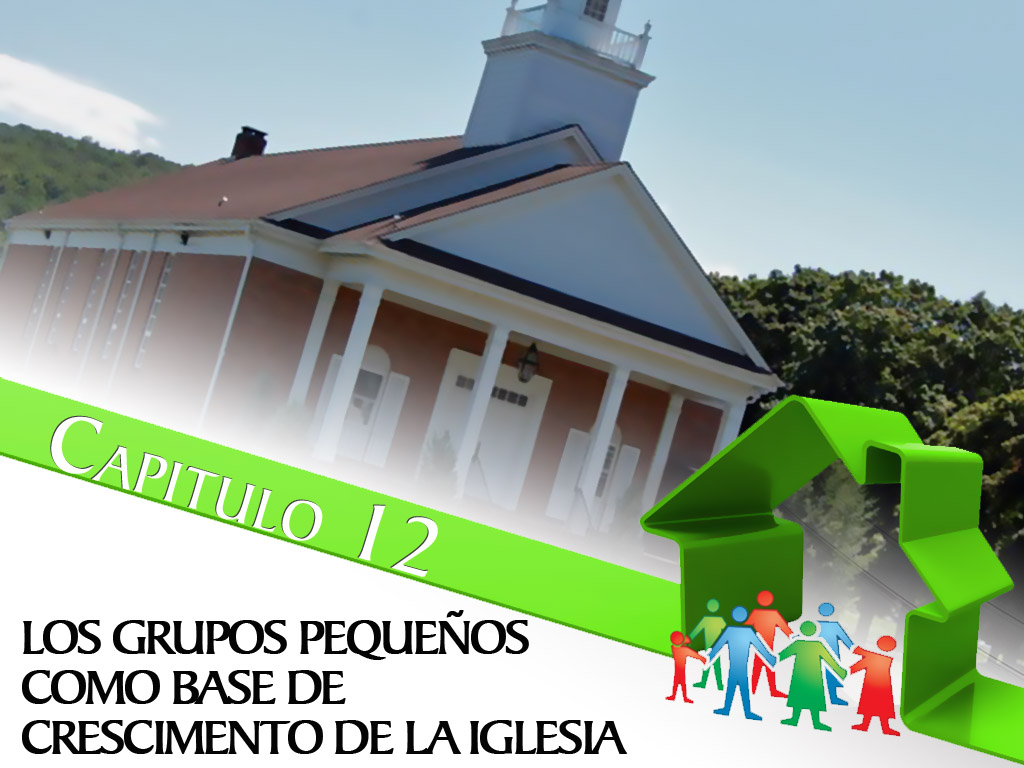 CAPITULO 12
LOS GRUPOS PEQUEÑOS
COMO BASE DE
CRESCIMENTO DE LA IGLESIA